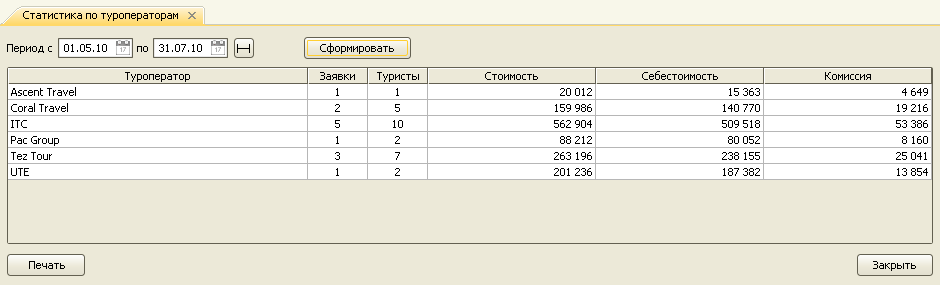 Статистика по туроператорам
Период с 01.05.10 17 по 31.07.10 17 Сформировать
Туроператор Заявки Туристы Стоимость Себестоимость Комиссия
Ascent Travel 1 1 20 012 15 363 4 649
Coral Travel 2 5 159 986 140 770 19 216
ITC 5 10 562 904 509 518 53 386
Pac Group 1 2 88 212 80 052 8 160
Tez Tour 3 7 263 196 238 155 25 041
UTE 1 2 201 236 187 382 13 854
Печать Закрыть